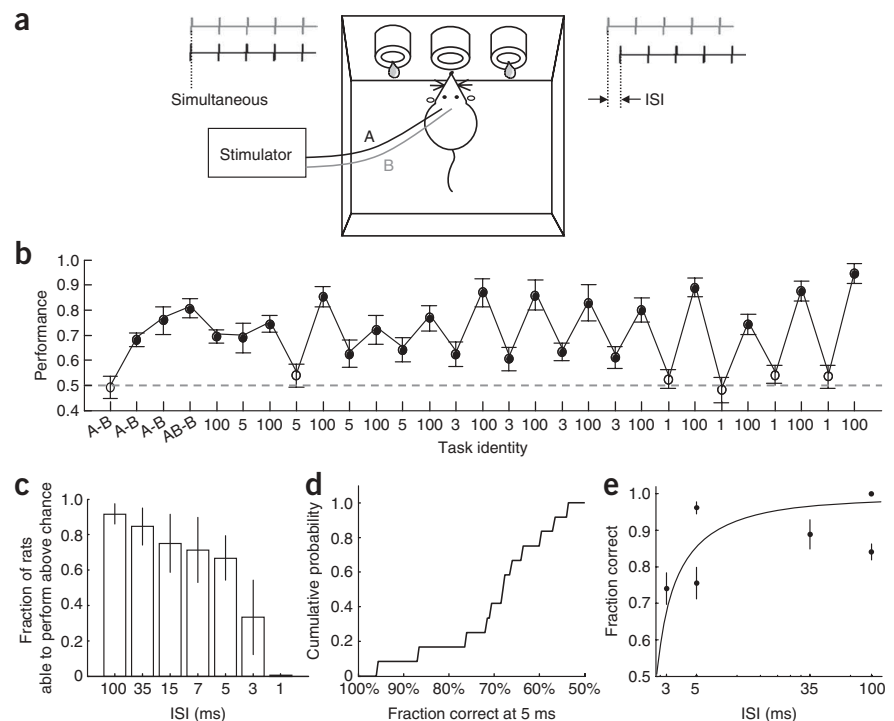 a
Simultaneous
Stimulator
A
B
ISI
b
Performance
1.0
0.9
0.8
0.7
0.6
0.5
0.4
A-B A-B A-B AB-B 100 5 100 5 100 5 100 5 100 3 100 3 100 3 100 3 100 1 100 1 100 1 100 1 100
Task identity
c
Fraction of rats
able to perform above chance
1.0
0.8
0.6
0.4
0.2
0
100 35 15 7 5 3 1
ISI (ms)
d
Cumulative probability
1.0
0.8
0.6
0.4
0.2
0
100% 90% 80% 70% 60% 50%
Fraction correct at 5 ms
e
Fraction correct
1.0
0.9
0.8
0.7
0.6
0.5
3 5 35 100
ISI (ms)